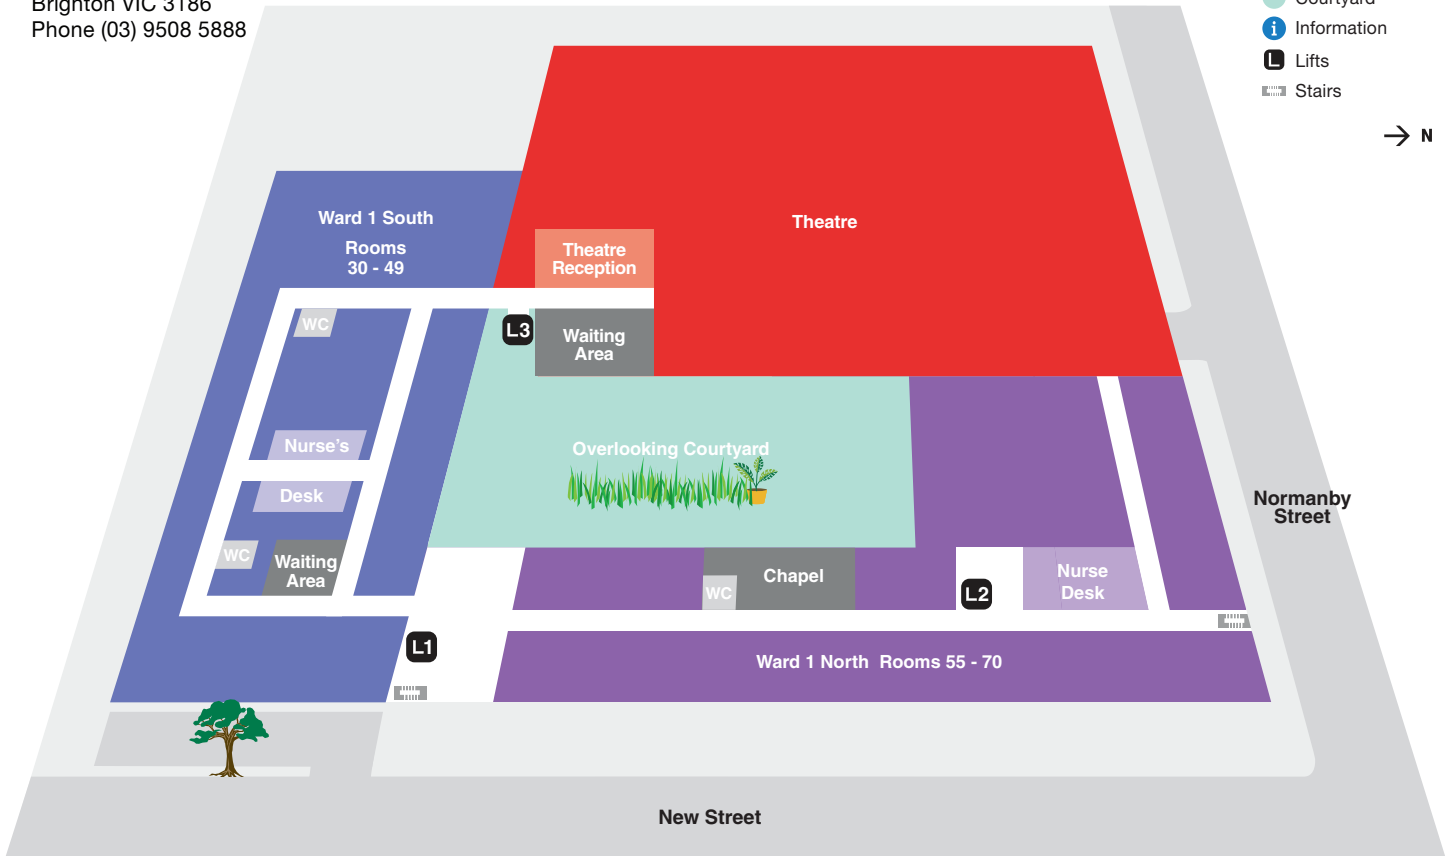 Brighton VIC 3186
Phone (03) 9508 5888
Courtyard
i Information
L Lifts
Stairs
N
Ward 1 South
Rooms
30 - 49
Theatre
Theatre
Reception
WC
L3
Waiting
Area
Nurse's
Desk
Overlooking Courtyard
Normanby
Street
WC
Waiting
Area
Chapel
WC
L2
Nurse
Desk
L1
Ward 1 North Rooms 55 - 70
New Street